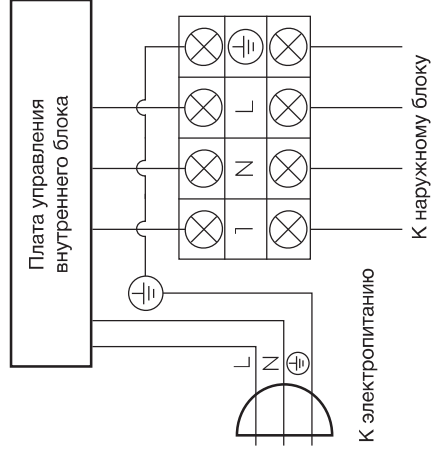 Плата управления
внутреннего блока
L
N
1 N L
К электропитанию
К наружному блоку